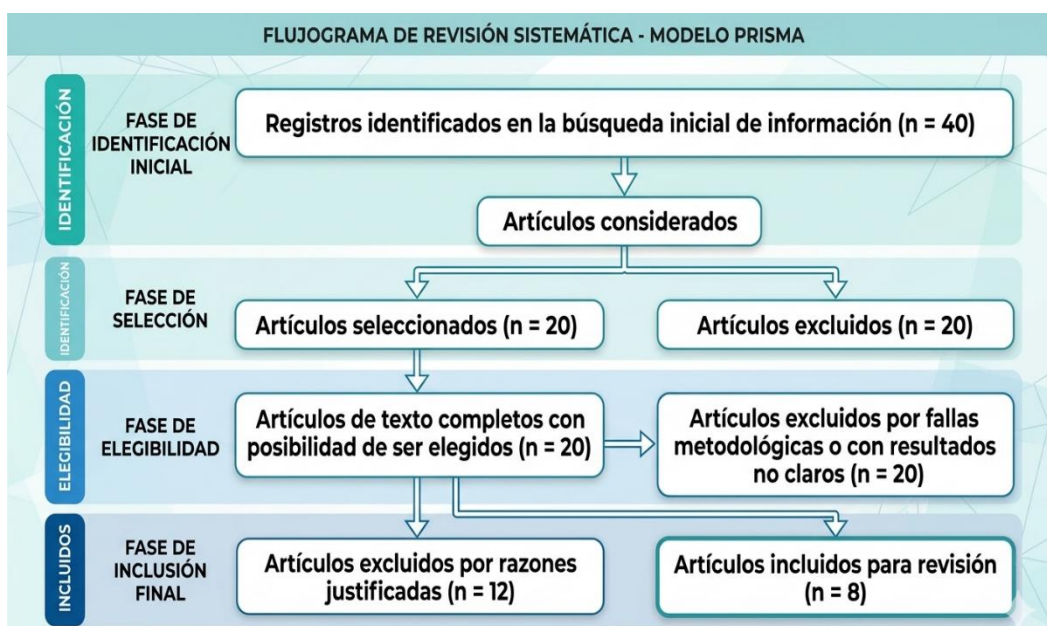 FLUJOGRAMA DE REVISIÓN SISTEMÁTICA - MODELO PRISMA
IDENTIFICACIÓN
FASE DE
IDENTIFICACIÓN
INICIAL
Registros identificados en la búsqueda inicial de información (n = 40)
Artículos considerados
IDENTIFICACIÓN
FASE DE
SELECCIÓN
Artículos seleccionados (n = 20)
Artículos excluidos (n = 20)
ELEGIBILIDAD
FASE DE
ELEGIBILIDAD
Artículos de texto completos con
posibilidad de ser elegidos (n = 20)
Artículos excluidos por fallas
metodológicas o con resultados
no claros (n = 20)
INCLUIDOS
FASE DE
INCLUSIÓN
FINAL
Artículos excluidos por razones
justificadas (n = 12)
Artículos incluidos para revisión
(n = 8)